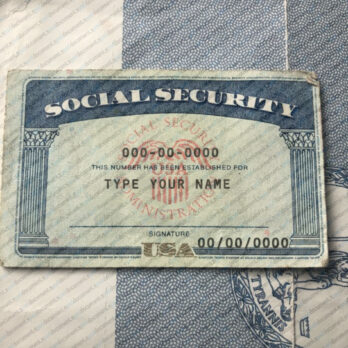 SOCIAL SECURITY
000-00-0000
THIS NUMBER HAS BEEN ESTABLISHED FOR
TYPE YOUR NAME
SIGNATURE
USA 00/00/0000
TYRANNIS